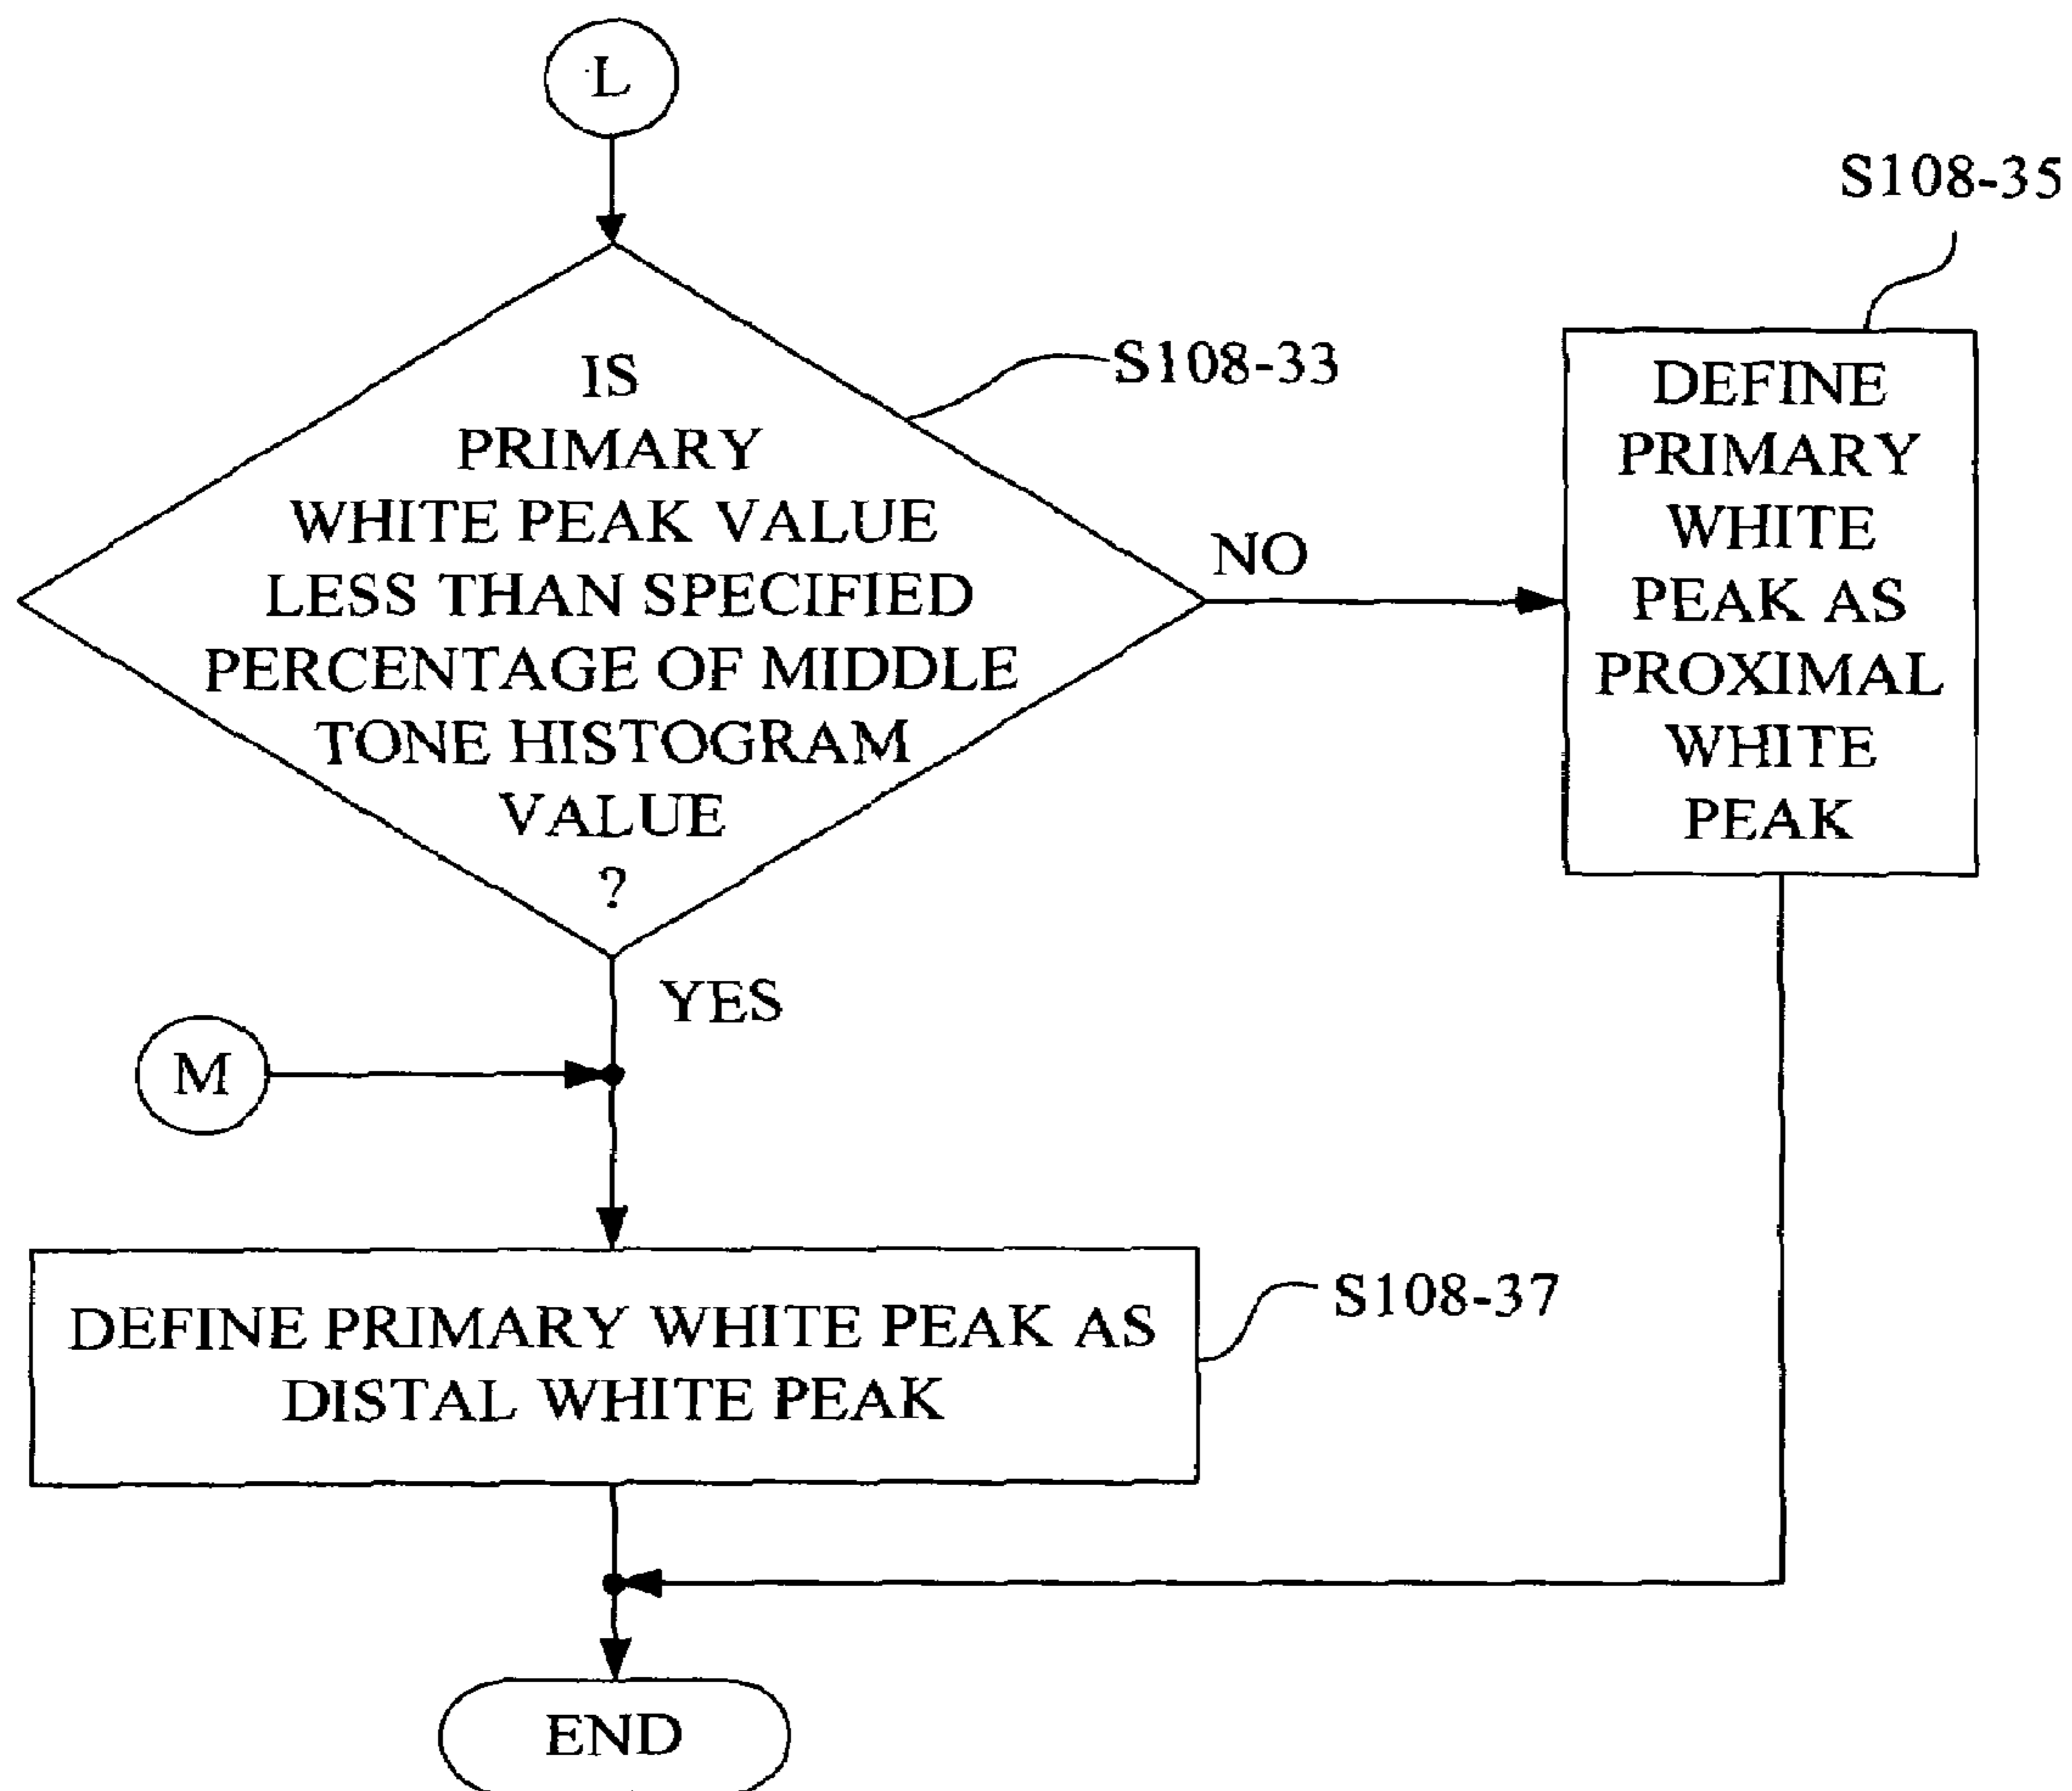 L
S108-35
IS
PRIMARY
WHITE PEAK VALUE
LESS THAN SPECIFIED
PERCENTAGE OF MIDDLE
TONE HISTOGRAM
VALUE
?
S108-33
NO
DEFINE
PRIMARY
WHITE
PEAK AS
PROXIMAL
WHITE
PEAK
YES
M
DEFINE PRIMARY WHITE PEAK AS
DISTAL WHITE PEAK
S108-37
END